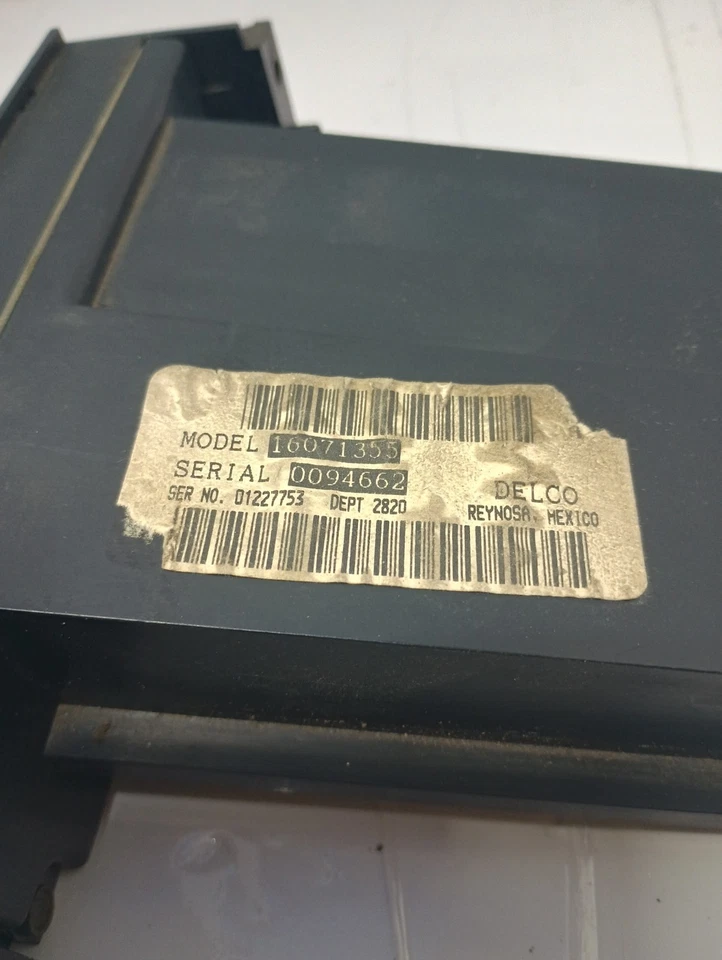 MODEL 16071355
SERIAL 0094662
SER NO. 01227753 DEPT 2820
DELCO
REYNOSA, MEXICO